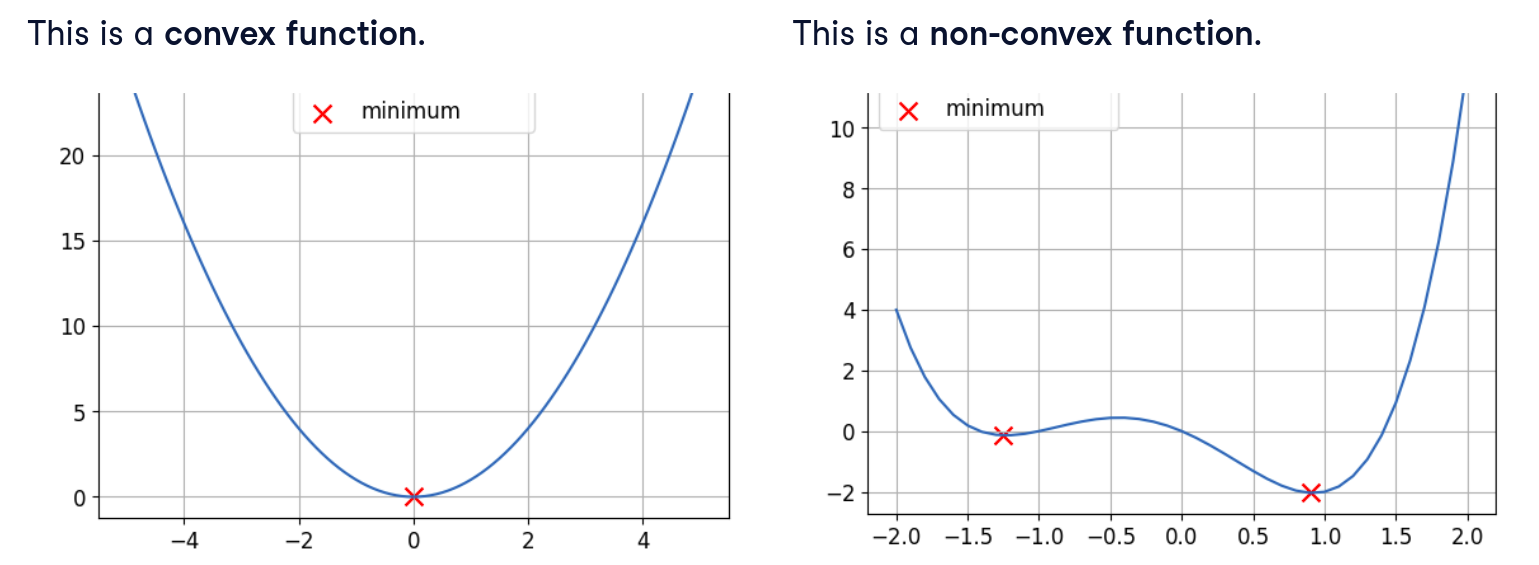 This is a convex function.
minimum
20
15
10
5
0
−4 −2 0 2 4
This is a non-convex function.
minimum
10
8
6
4
2
0
−2
−2.0 −1.5 −1.0 −0.5 0.0 0.5 1.0 1.5 2.0